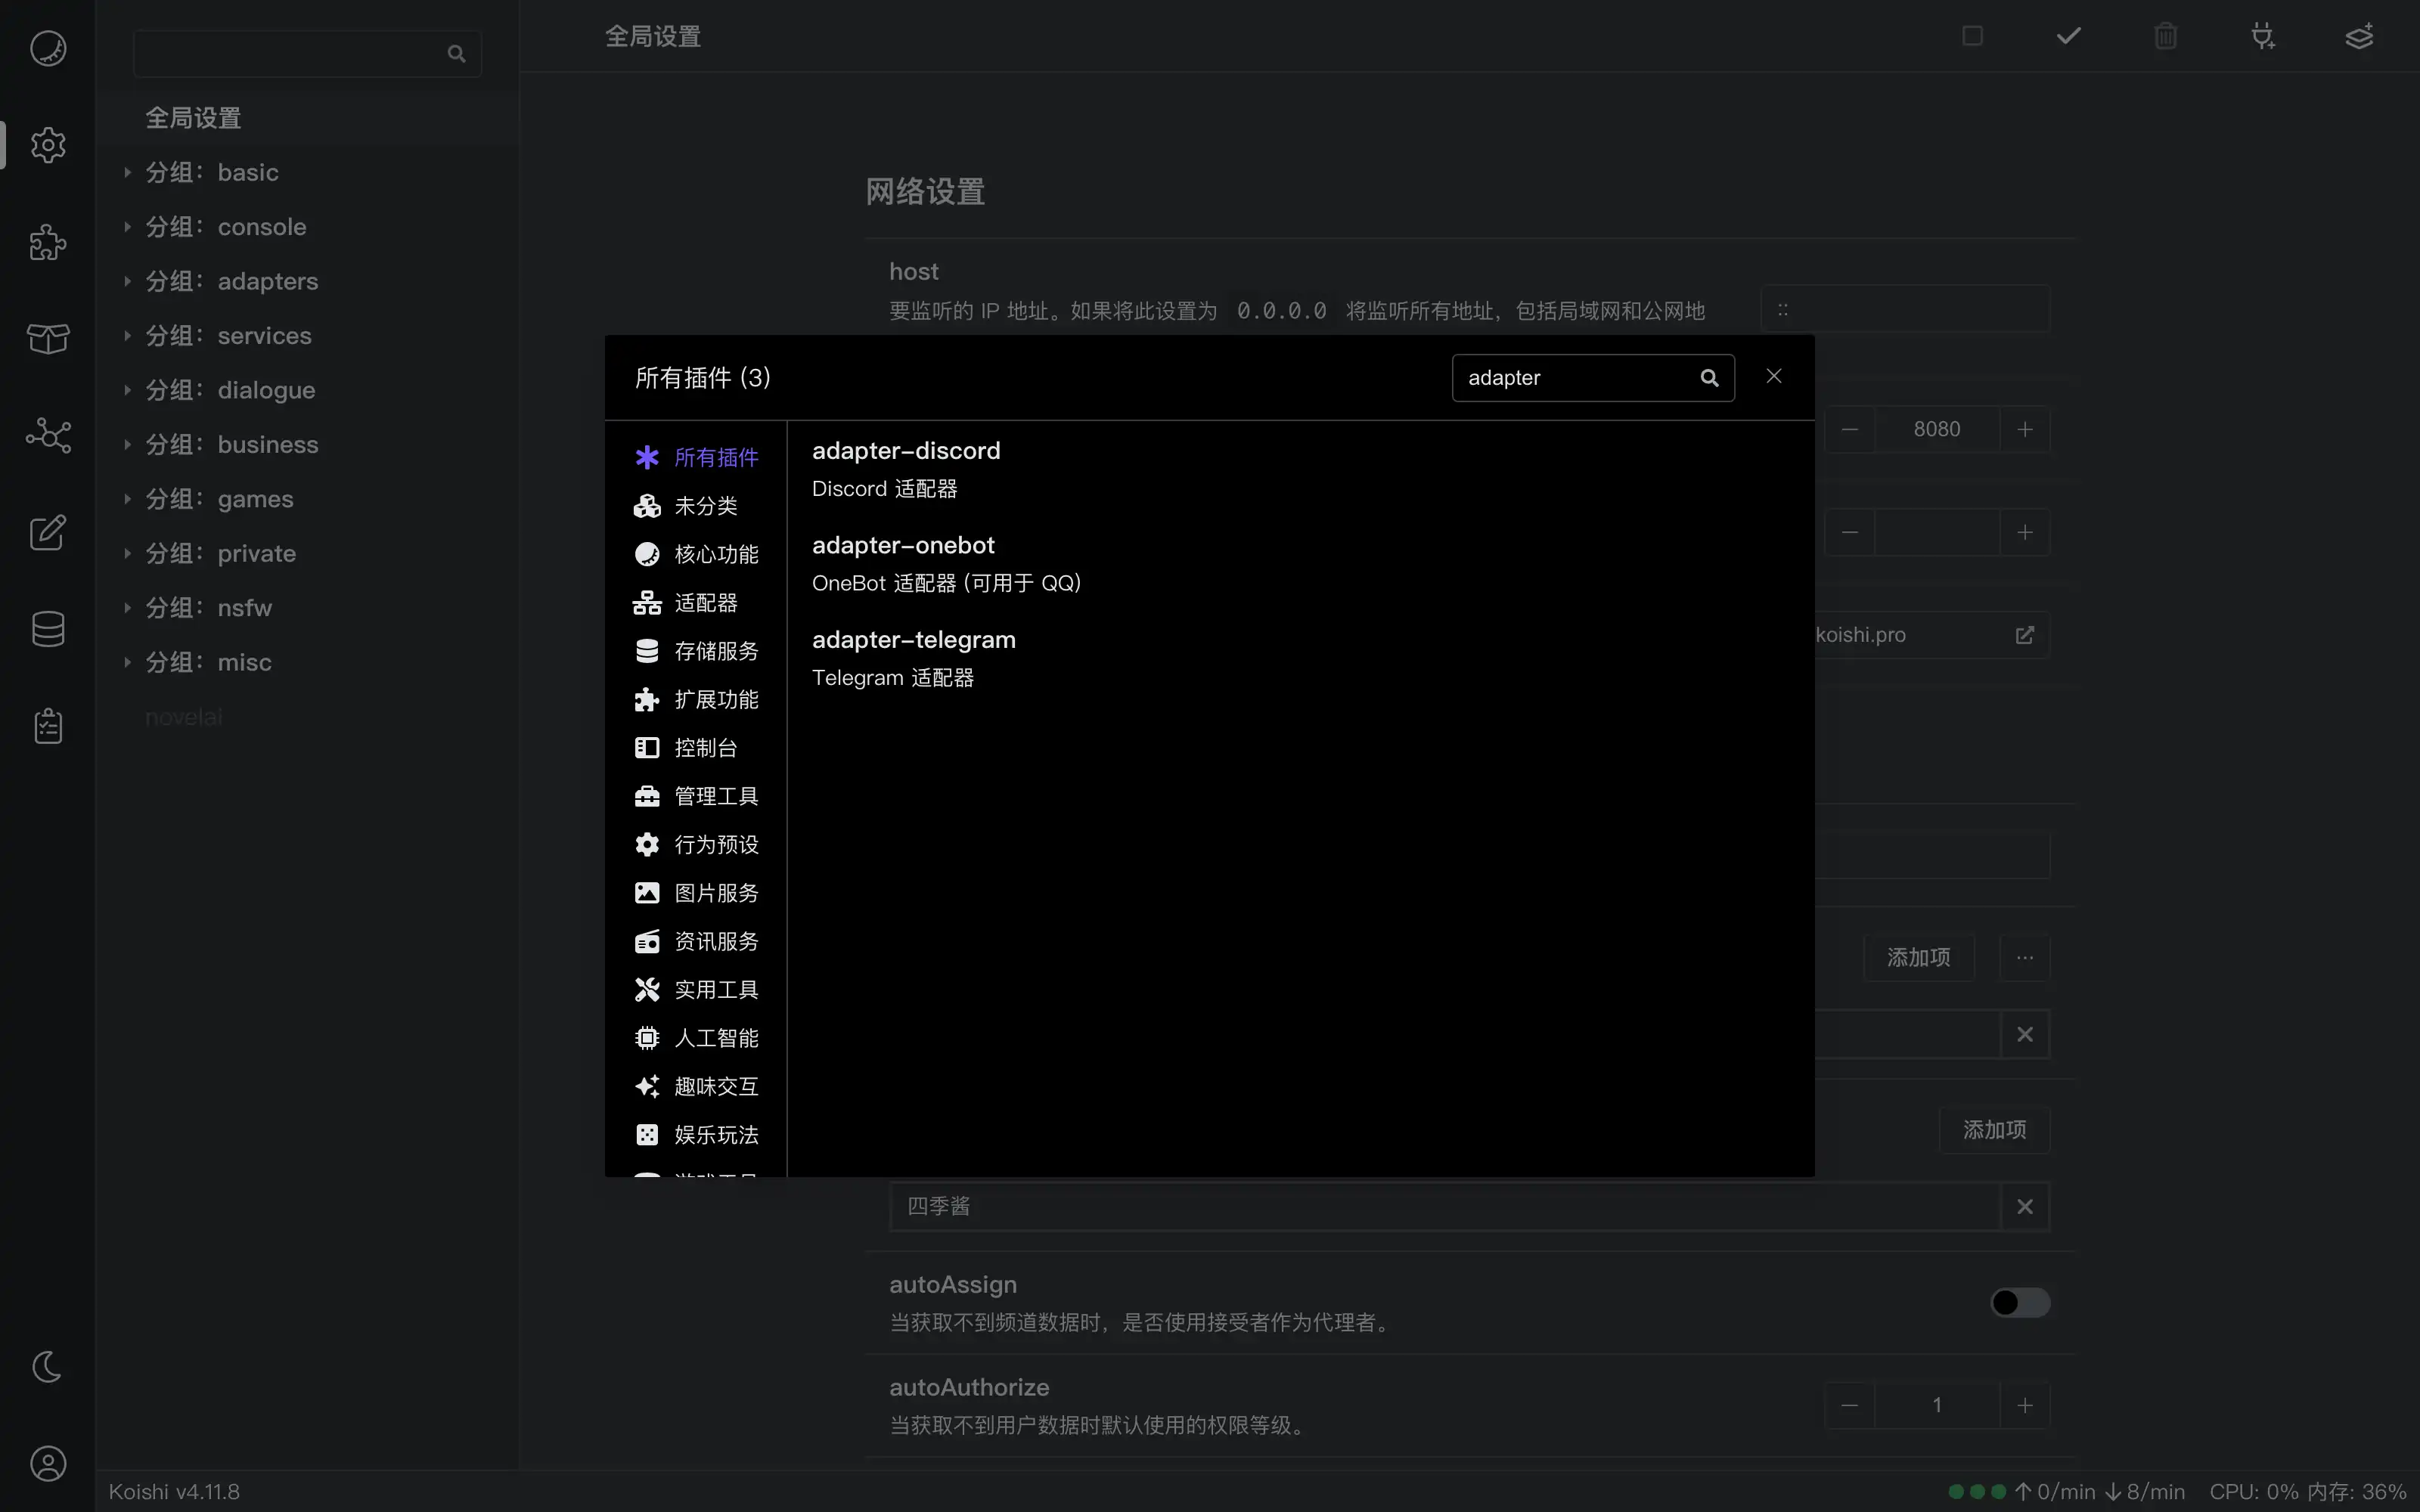 全局设置
全局设置
分组：basic
分组：console
分组：adapters
分组：services
分组：dialogue
分组：business
分组：games
分组：private
分组：nsfw
分组：misc
novelai
网络设置
host
要监听的 IP 地址。如果将此设置为 0.0.0.0 将监听所有地址，包括局域网和公网地
::
8080
koishi.pro
所有插件 (3)
adapter
所有插件
未分类
核心功能
适配器
存储服务
扩展功能
控制台
管理工具
行为预设
图片服务
资讯服务
实用工具
人工智能
趣味交互
娱乐玩法
adapter-discord
Discord 适配器
adapter-onebot
OneBot 适配器 (可用于 QQ)
adapter-telegram
Telegram 适配器
添加项
添加项
四季酱
autoAssign
当获取不到频道数据时，是否使用接受者作为代理者。
autoAuthorize
当获取不到用户数据时默认使用的权限等级。
1
Koishi v4.11.8
↑0/min ↓8/min CPU: 0% 内存: 36%